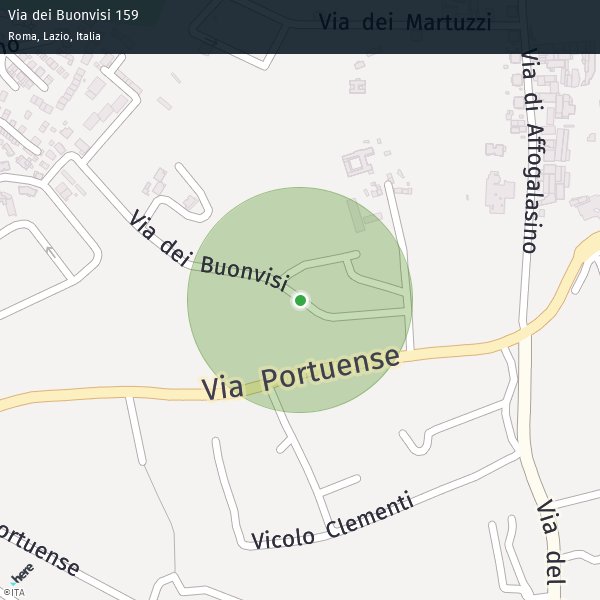 Via dei Buonvisi 159
Roma, Lazio, Italia
Via dei Martuzzi
Via di Affogalasino
Via dei Buonvisi
Via Portuense
Vicolo Clementi
Via del
ortuense
here
©ITA